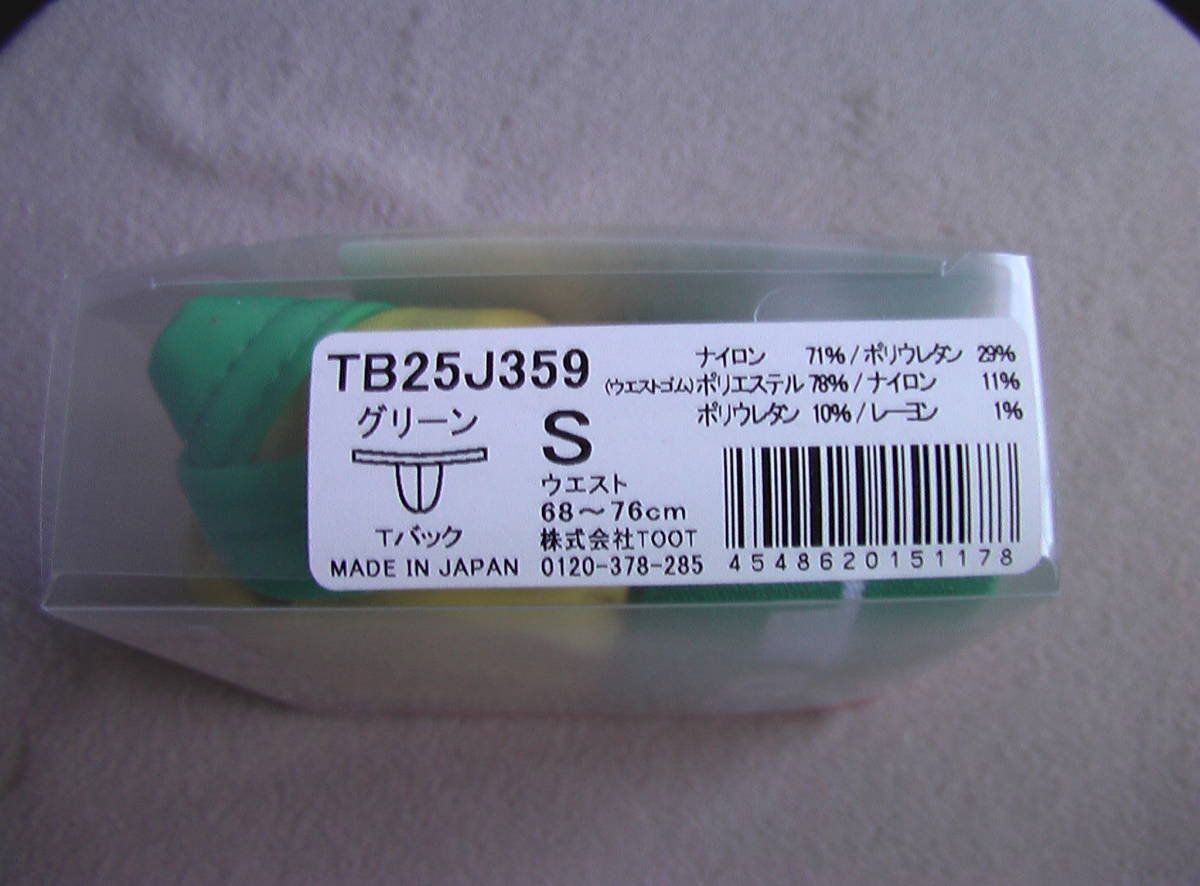 TB25J359
グリーン
Tバック
MADE IN JAPAN
S
ウエスト
68～76cm
株式会社TOOT
0120-378-285
ナイロン 71%/ポリウレタン 29%
(ウエストゴム)ポリエステル 78%/ナイロン 11%
ポリウレタン 10%/レーヨン 1%
4548620151178